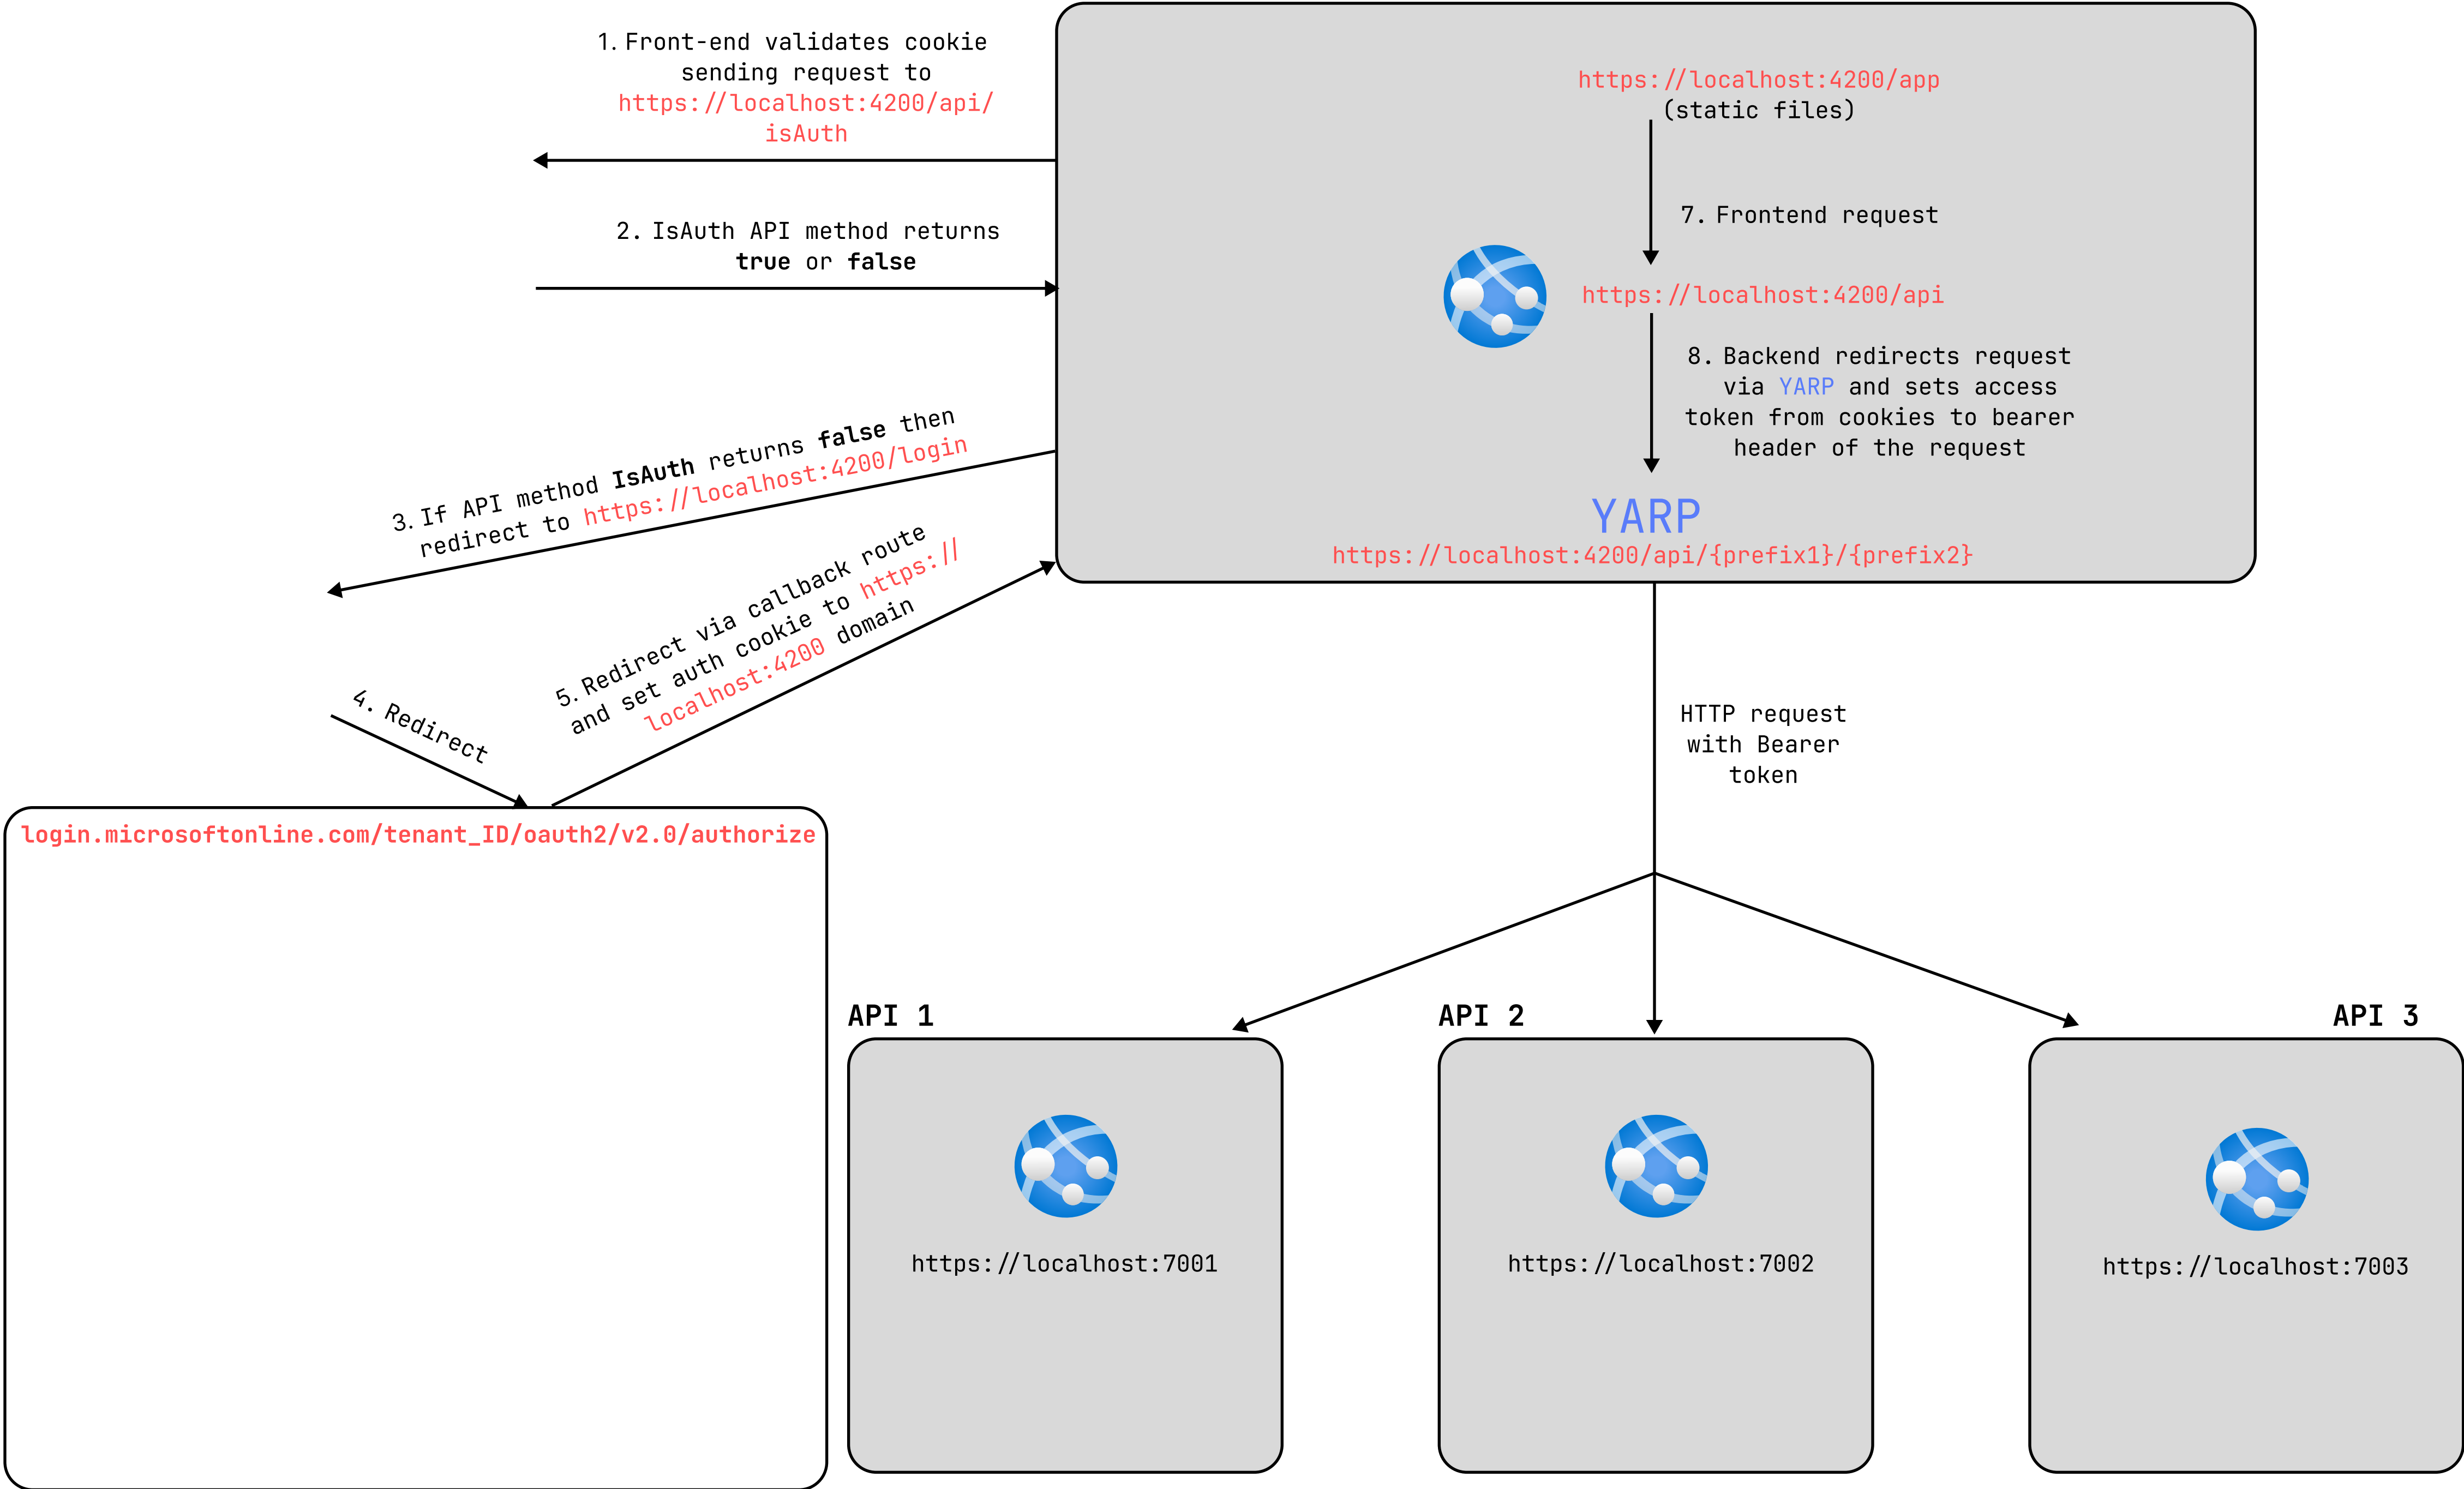 1. Front-end validates cookie
sending request to
https://localhost:4200/api/
isAuth
2. IsAuth API method returns
true or false
3. If API method IsAuth returns false then
redirect to https://localhost:4200/login
4. Redirect
5. Redirect via callback route
and set auth cookie to https://
localhost:4200 domain
https://localhost:4200/app
(static files)
7. Frontend request
https://localhost:4200/api
8. Backend redirects request
via YARP and sets access
token from cookies to bearer
header of the request
YARP
https://localhost:4200/api/{prefix1}/{prefix2}
HTTP request
with Bearer
token
login.microsoftonline.com/tenant_ID/oauth2/v2.0/authorize
API 1
https://localhost:7001
API 2
https://localhost:7002
API 3
https://localhost:7003